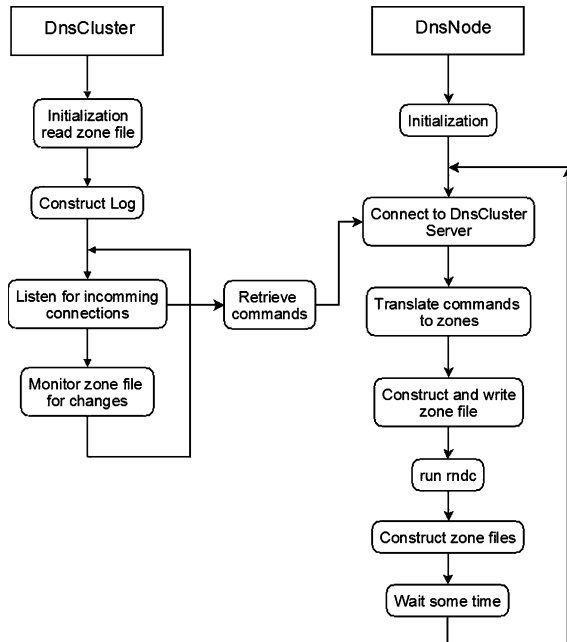 DnsCluster
Initialization
read zone file
Construct Log
Listen for incomming
connections
Monitor zone file
for changes
Retrieve
commands
DnsNode
Initialization
Connect to DnsCluster
Server
Translate commands
to zones
Construct and write
zone file
run rndc
Construct zone files
Wait some time